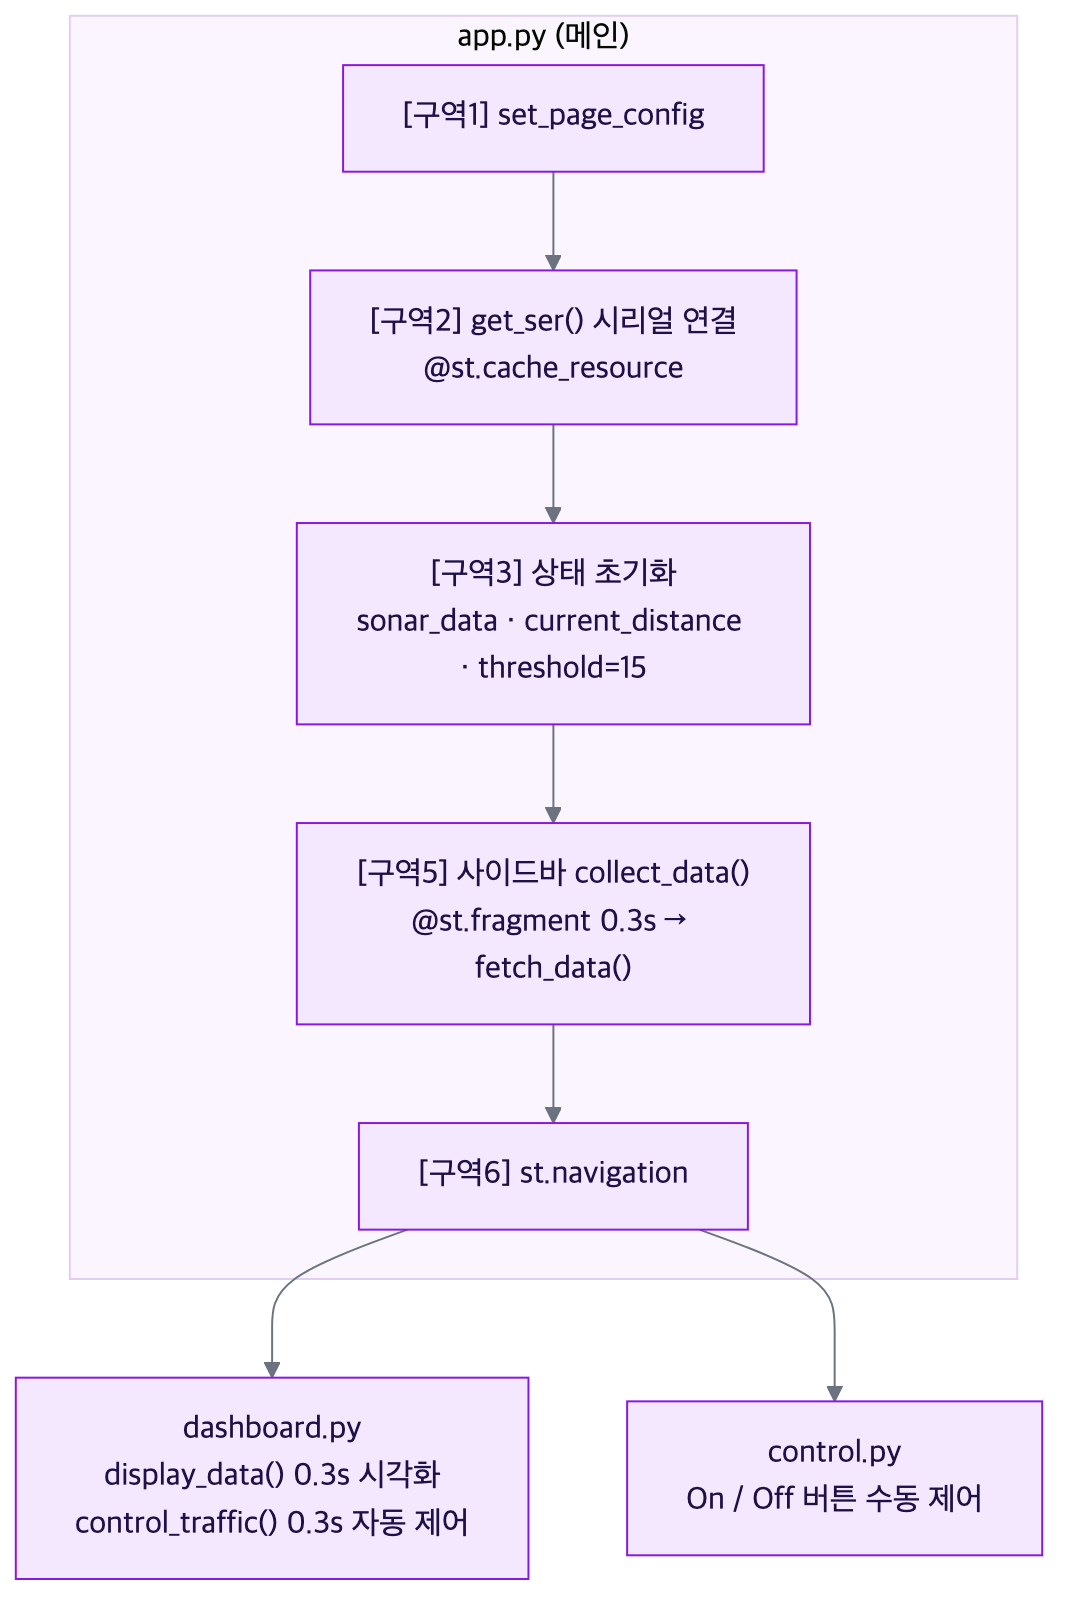 app.py (메인)
[구역1] set_page_config
[구역2] get_ser() 시리얼 연결
@st.cache_resource
[구역3] 상태 초기화
sonar_data · current_distance
· threshold=15
[구역5] 사이드바 collect_data()
@st.fragment 0.3s →
fetch_data()
[구역6] st.navigation
dashboard.py
display_data() 0.3s 시각화
control_traffic() 0.3s 자동 제어
control.py
On / Off 버튼 수동 제어